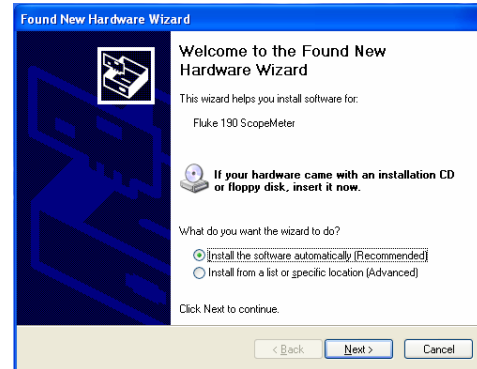 Found New Hardware Wizard
Welcome to the Found New
Hardware Wizard
This wizard helps you install software for:
Fluke 190 ScopeMeter
If your hardware came with an installation CD
or floppy disk, insert it now.
What do you want the wizard to do?
Install the software automatically (Recommended)
Install from a list or specific location (Advanced)
Click Next to continue.
< Back Next > Cancel